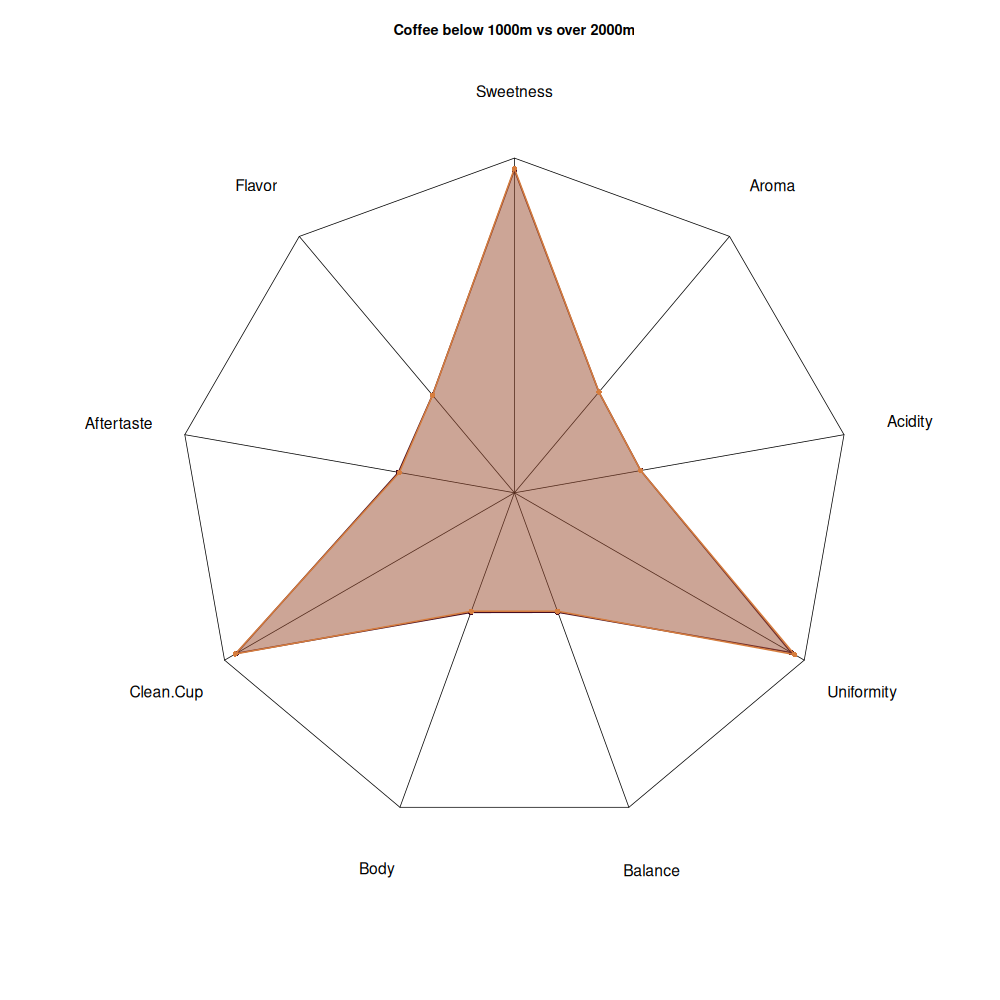 Coffee below 1000m vs over 2000m
Sweetness
Flavor
Aroma
Aftertaste
Acidity
Clean.Cup
Uniformity
Body
Balance